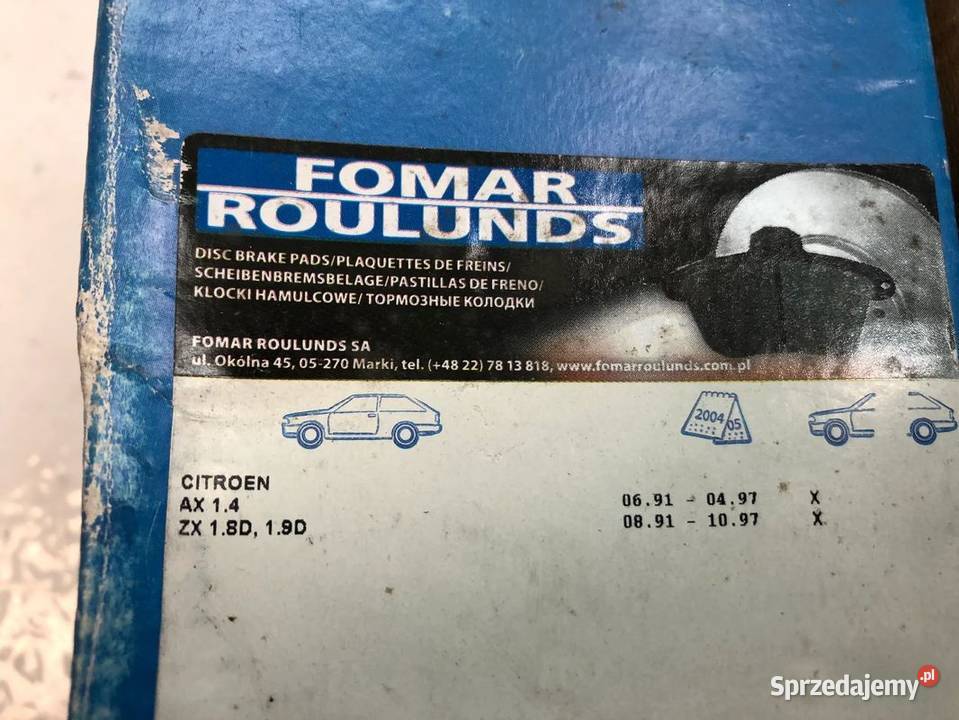 FOMAR
ROULUNDS
DISC BRAKE PADS/PLAQUETTES DE FREINS/
SCHEIBENBREMSBELAGE/PASTILLAS DE FRENO/
KLOCKI HAMULCOWE/ТОРМОЗНЫЕ КОЛОДКИ
FOMAR ROULUNDS SA
ul. Okólna 45, 05-270 Marki, tel. (+48 22) 78 13 818, www.fomarroulunds.com.pl
2004 05
CITROEN
AX 1.4 06.91 - 04.97 X
ZX 1.8D, 1.9D 08.91 - 10.97 X
Sprzedajemy.pl